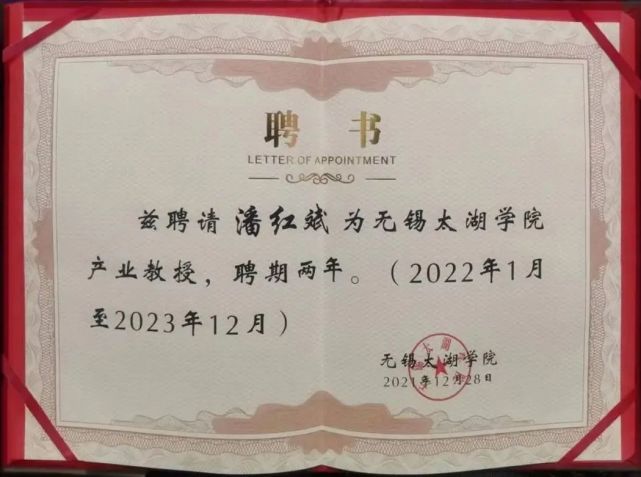 聘 书
LETTER OF APPOINTMENT
兹聘请 潘红斌 为无锡太湖学院
产业教授，聘期两年。（2022年1月
至2023年12月）
无锡太湖学院
2021年12月28日